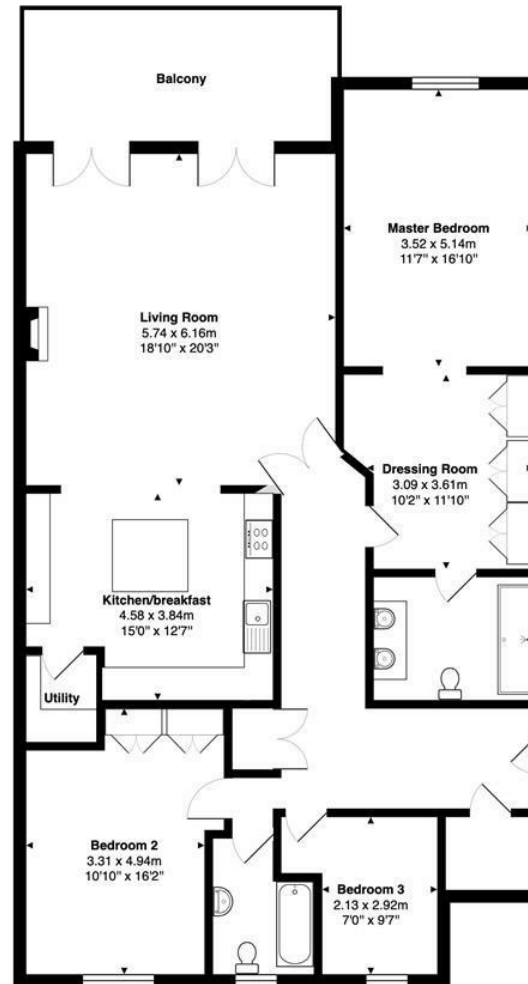 Balcony
Master Bedroom
3.52 x 5.14m
11'7" x 16'10"
Living Room
5.74 x 6.16m
18'10" x 20'3"
Dressing Room
3.09 x 3.61m
10'2" x 11'10"
Kitchen/breakfast
4.58 x 3.84m
15'0" x 12'7"
Utility
Bedroom 2
3.31 x 4.94m
10'10" x 16'2"
Bedroom 3
2.13 x 2.92m
7'0" x 9'7"